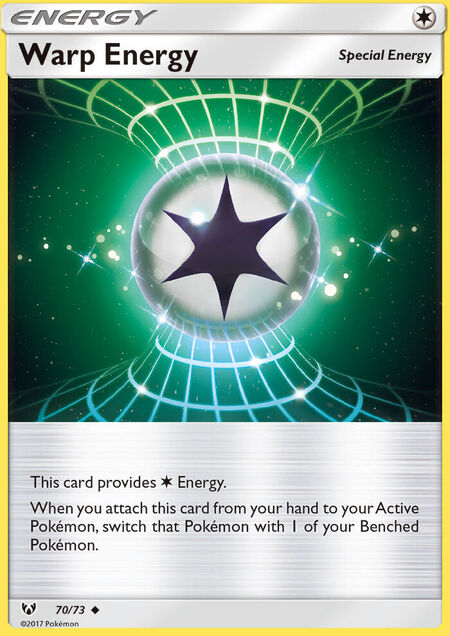 ENERGY
Warp Energy
Special Energy
This card provides Energy.
When you attach this card from your hand to your Active
Pokémon, switch that Pokémon with 1 of your Benched
Pokémon.
70/73
©2017 Pokémon